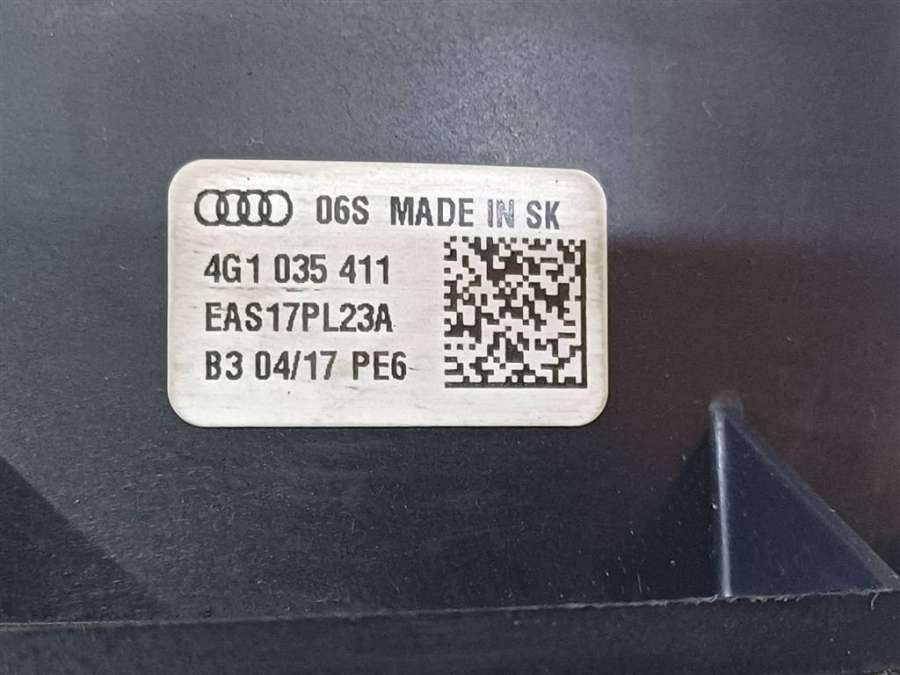 06S MADE IN SK
4G1 035 411
EAS17PL23A
B3 04/17 PE6